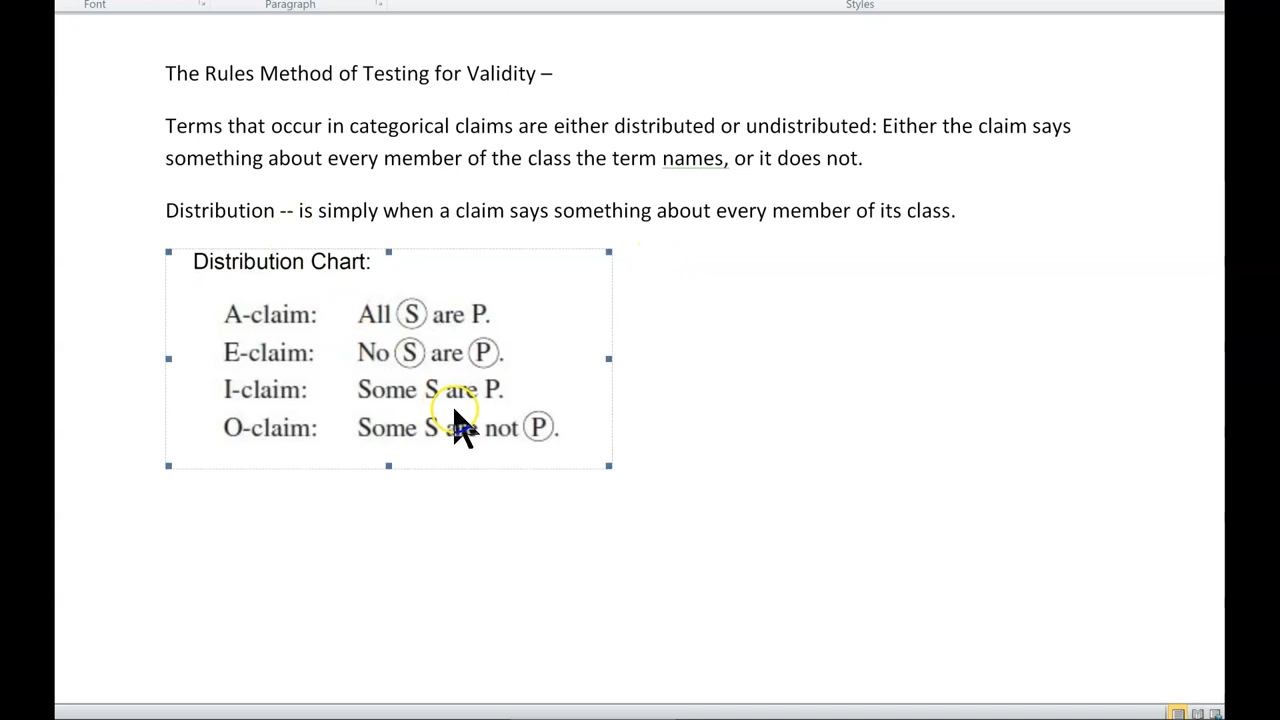 Font Paragraph Styles
The Rules Method of Testing for Validity –
Terms that occur in categorical claims are either distributed or undistributed: Either the claim says
something about every member of the class the term names, or it does not.
Distribution -- is simply when a claim says something about every member of its class.
Distribution Chart:
A-claim: All S are P.
E-claim: No S are P.
I-claim: Some S are P.
O-claim: Some S are not P.